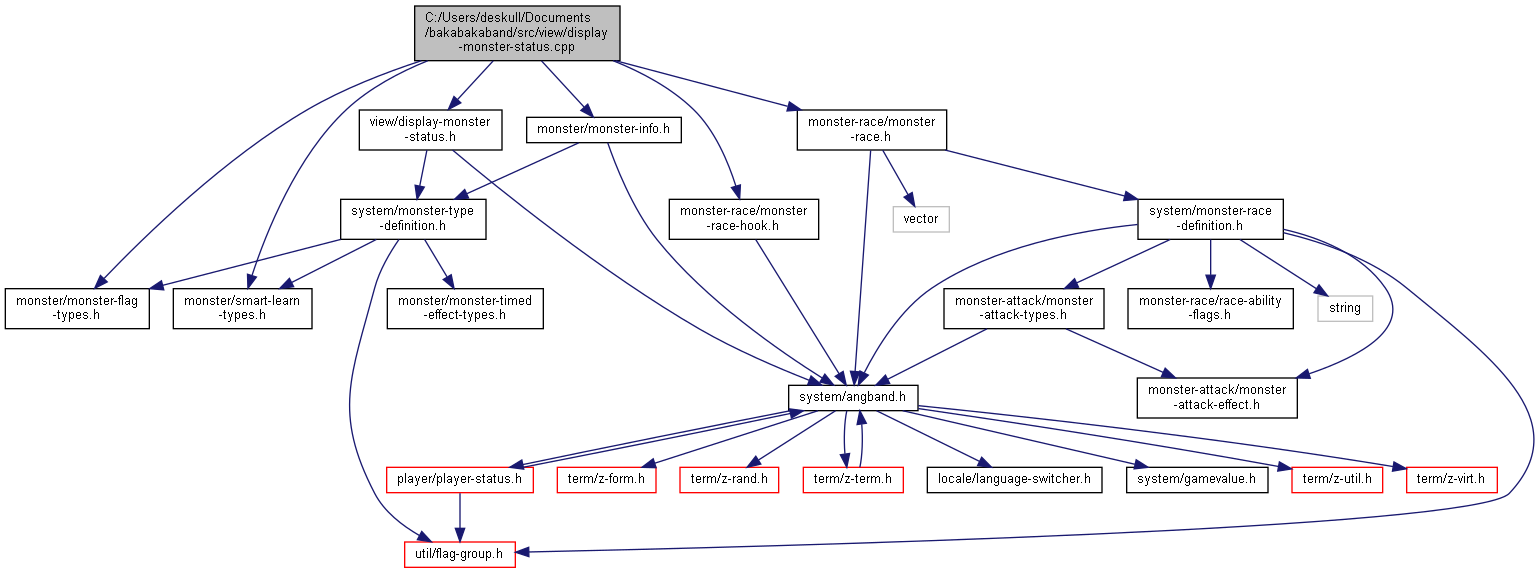 C:/Users/deskull/Documents
/bakabakaband/src/view/display
-monster-status.cpp
view/display-monster
-status.h
monster/monster-info.h
monster-race/monster
-race.h
system/monster-type
-definition.h
monster-race/monster
-race-hook.h
vector
system/monster-race
-definition.h
monster/monster-flag
-types.h
monster/smart-learn
-types.h
monster/monster-timed
-effect-types.h
monster-attack/monster
-attack-types.h
monster-race/race-ability
-flags.h
string
system/angband.h
monster-attack/monster
-attack-effect.h
player/player-status.h
term/z-form.h
term/z-rand.h
term/z-term.h
locale/language-switcher.h
system/gamevalue.h
term/z-util.h
term/z-virt.h
util/flag-group.h